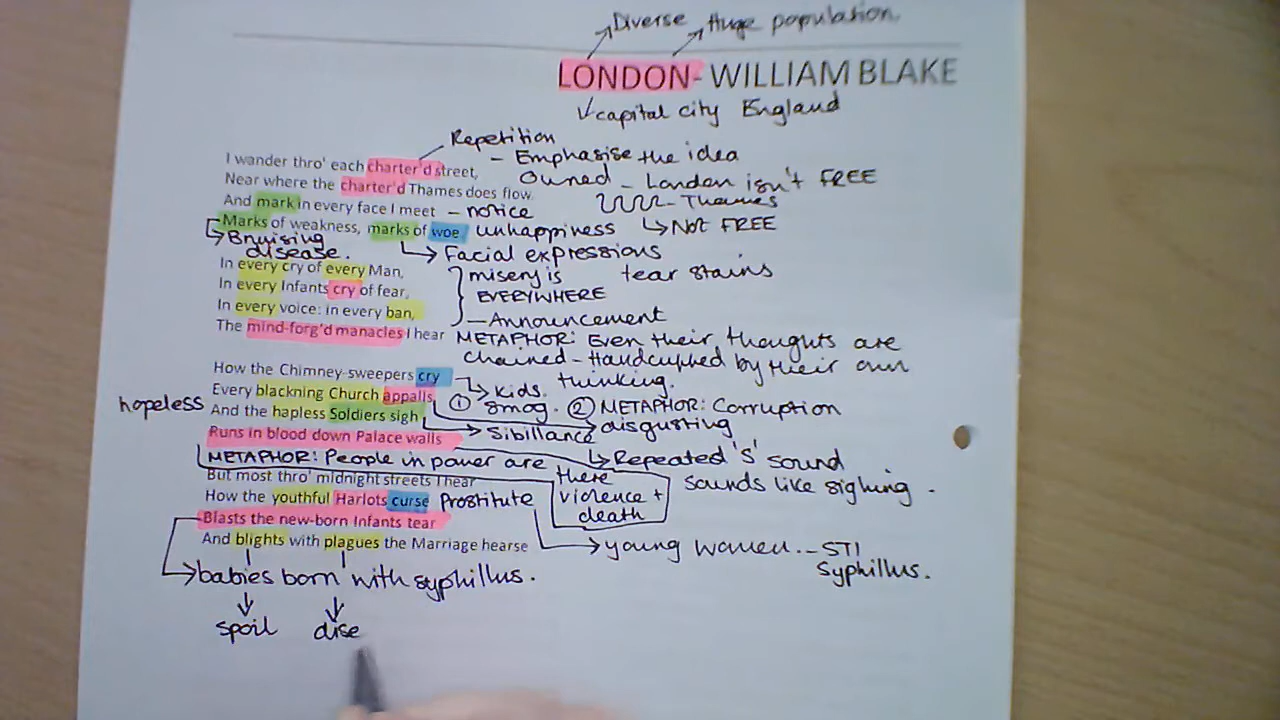 Diverse Huge population
LONDON - WILLIAM BLAKE
capital city England
Repetition
- Emphasise the idea
I wander thro' each charter'd street,
Owned - London isn't FREE
Near where the charter'd Thames does flow.
- Thames
And mark in every face I meet - notice
Marks of weakness, marks of woe. unhappiness Not FREE
Bruising
disease. Facial expressions
In every cry of every Man, misery is tear stains
In every Infants cry of fear, EVERYWHERE
In every voice: in every ban, - Announcement
The mind-forg'd manacles I hear METAPHOR: Even their thoughts are
chained - Handcuffed by their own
How the Chimney-sweepers cry Kids. thinking.
Every blackning Church appalls, ① smog. ② METAPHOR: Corruption
hopeless And the hapless Soldiers sigh disgusting
Sibillance
Runs in blood down Palace walls
METAPHOR: People in power are Repeated 's' sound
But most thro' midnight streets I hear there sounds like sighing.
How the youthful Harlots curse Prostitute violence +
Blasts the new-born Infants tear death
And blights with plagues the Marriage hearse young women. - STI
babies born with syphillus. Syphillus.
spoil dise